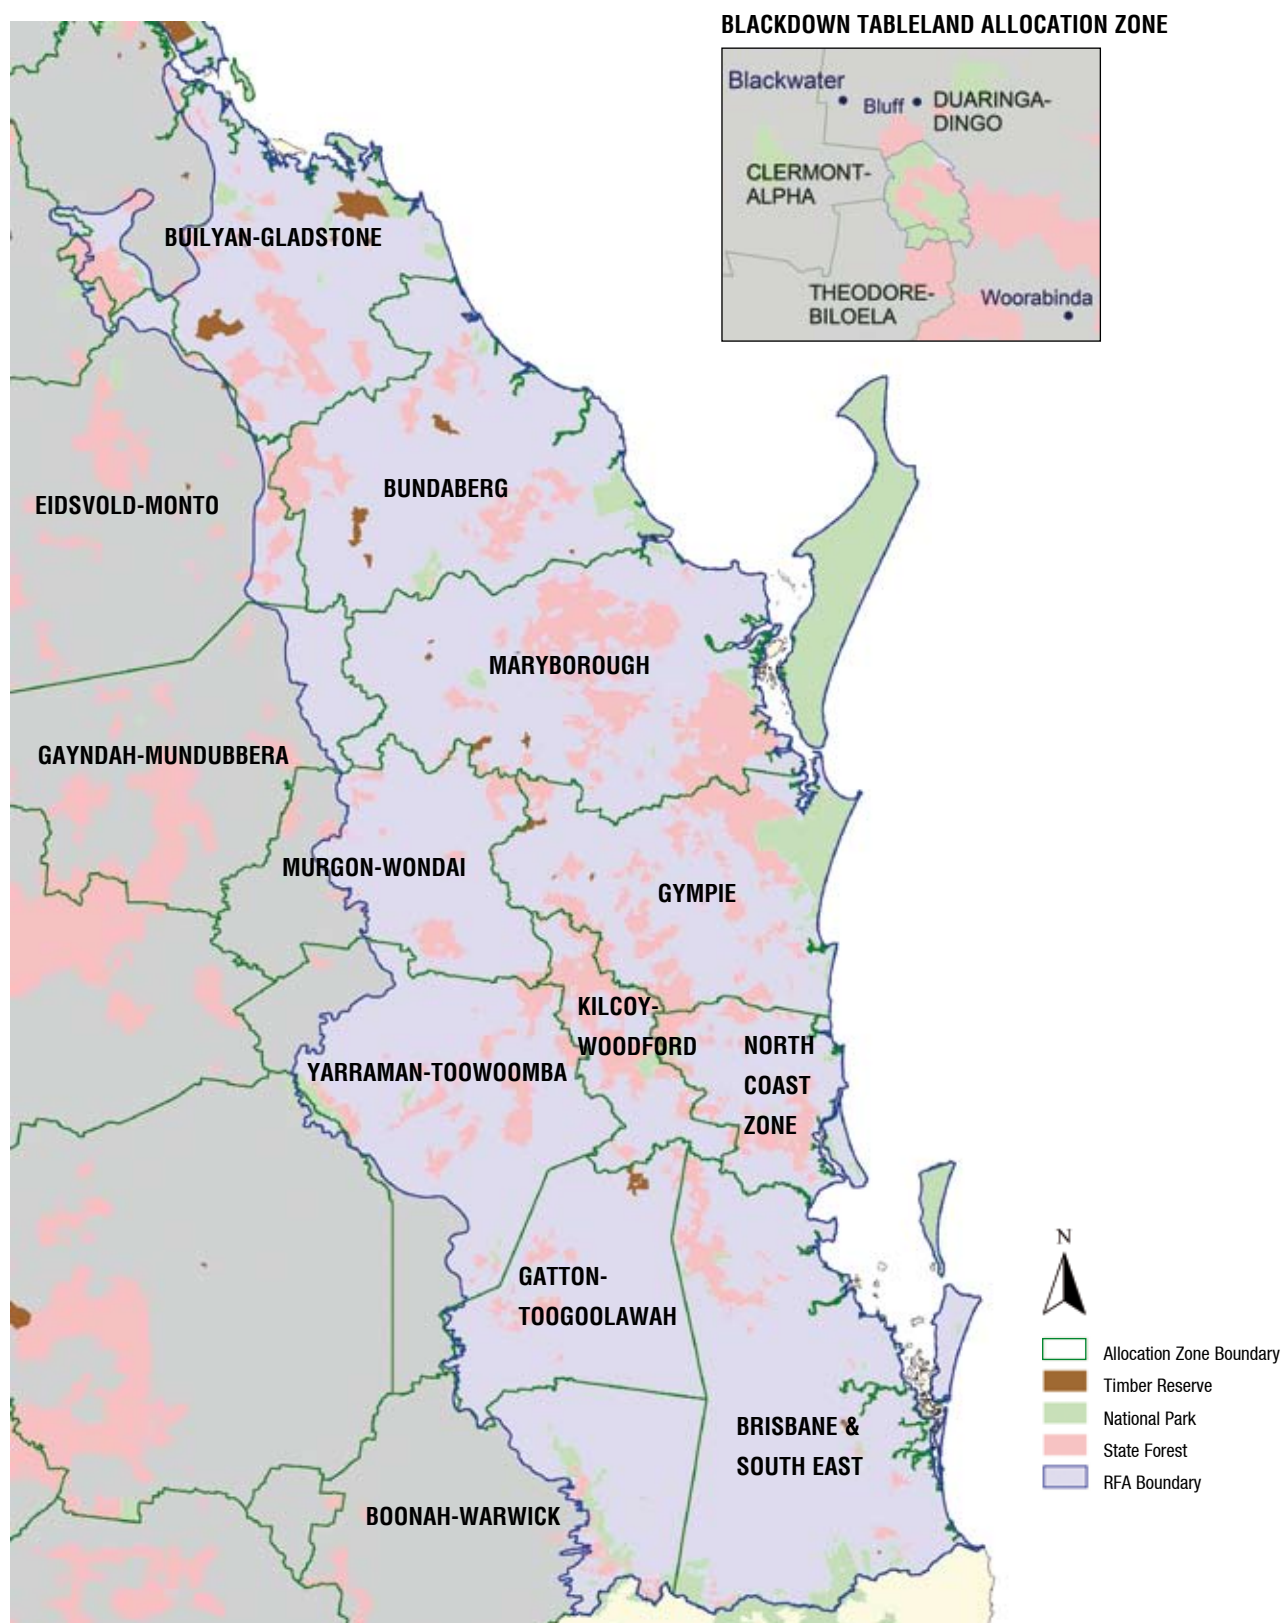 BLACKDOWN TABLELAND ALLOCATION ZONE
Blackwater
Bluff
DUARINGA-
DINGO
CLERMONT-
ALPHA
THEODORE-
BILOELA
Woorabinda
BUILYAN-GLADSTONE
EIDSVOLD-MONTO
BUNDABERG
MARYBOROUGH
GAYNDAH-MUNDUBBERA
MURGON-WONDAI
GYMPIE
KILCOY-
WOODFORD
NORTH
COAST
ZONE
YARRAMAN-TOOWOOMBA
GATTON-
TOOGOOLAWAH
BRISBANE &
SOUTH EAST
BOONAH-WARWICK
N
Allocation Zone Boundary
Timber Reserve
National Park
State Forest
RFA Boundary